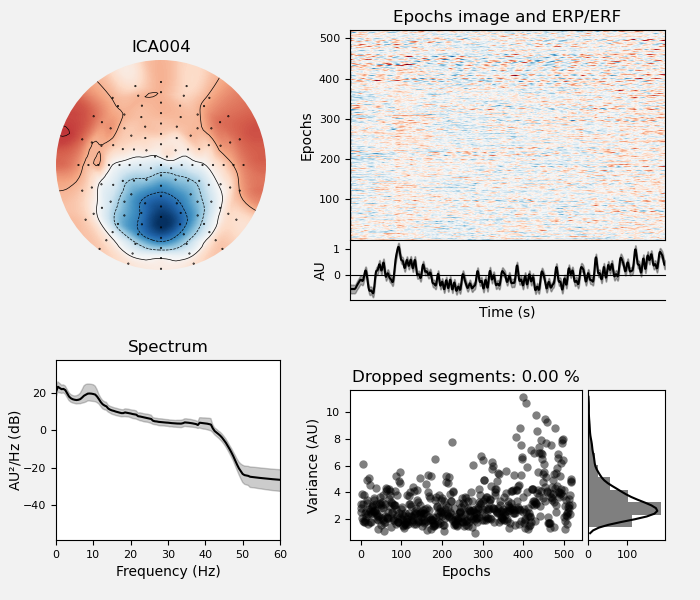 ICA004
Epochs image and ERP/ERF
500
400
300
200
100
Epochs
1
0
AU
Time (s)
Spectrum
20
0
−20
−40
AU²/Hz (dB)
0 10 20 30 40 50 60
Frequency (Hz)
Dropped segments: 0.00 %
10
8
6
4
2
Variance (AU)
0 100 200 300 400 500
Epochs
0 100